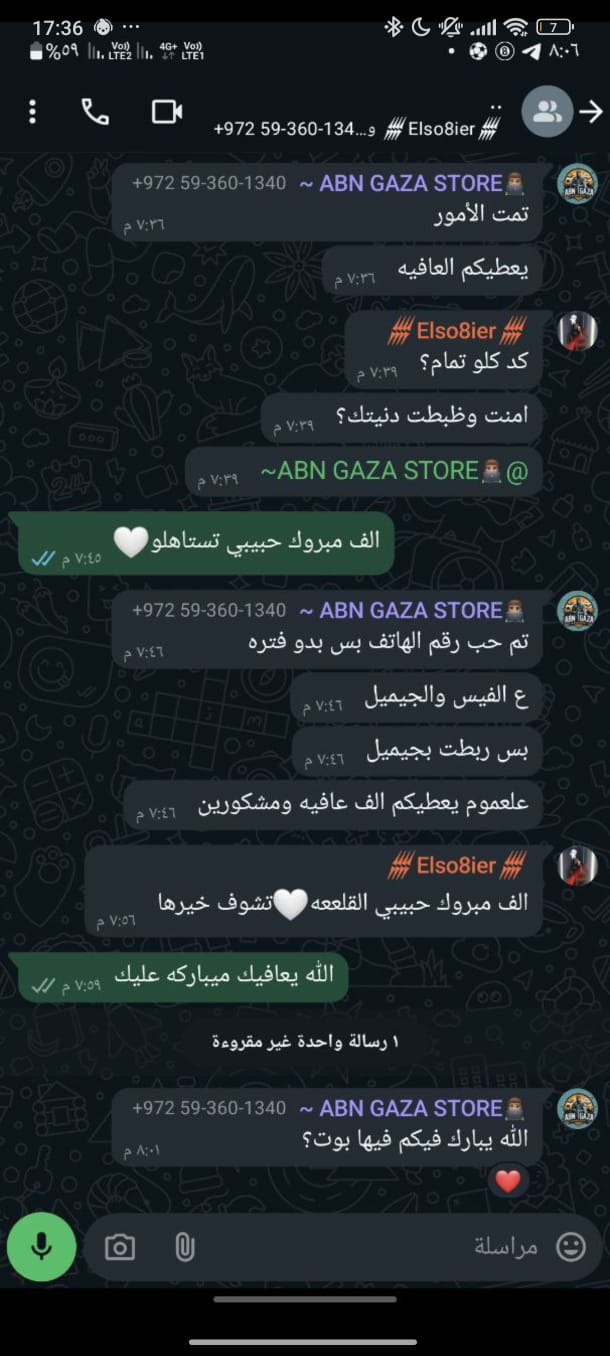 17:36 ...
7
%٥٩ Vo)) LTE2 4G+ Vo)) LTE1
٨:٠٦
+972 59-360-134...و Elso8ier ..
+972 59-360-1340 ~ ABN GAZA STORE
تمت الأمور
٧:٣٦ م
يعطيكم العافيه
٧:٣٦ م
Elso8ier
كد كلو تمام؟
٧:٣٩ م
امنت وظبطت دنيتك؟
٧:٣٩ م
@ABN GAZA STORE~
٧:٣٩ م
الف مبروك حبيبي تستاهلو🤍
٧:٤٥ م
+972 59-360-1340 ~ ABN GAZA STORE
تم حب رقم الهاتف بس بدو فتره
٧:٤٦ م
ع الفيس والجيميل
٧:٤٦ م
بس ربطت بجيميل
٧:٤٦ م
علعموم يعطيكم الف عافيه ومشكورين
٧:٤٦ م
Elso8ier
الف مبروك حبيبي القلععه🤍تشوف خيرها
٧:٥٦ م
الله يعافيك ميباركه عليك
٧:٥٩ م
١ رسالة واحدة غير مقروءة
+972 59-360-1340 ~ ABN GAZA STORE
الله يبارك فيكم فيها بوت؟
٨:٠١ م
❤️
مراسلة